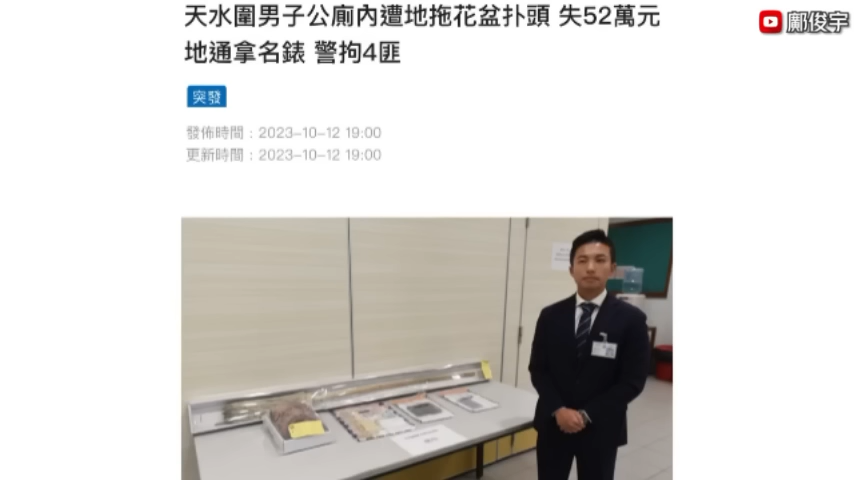 天水圍男子公廁內遭地拖花盆扑頭 失52萬元
地通拿名錶 警拘4匪
鄺俊宇
突發
發佈時間：2023-10-12 19:00
更新時間：2023-10-12 19:00